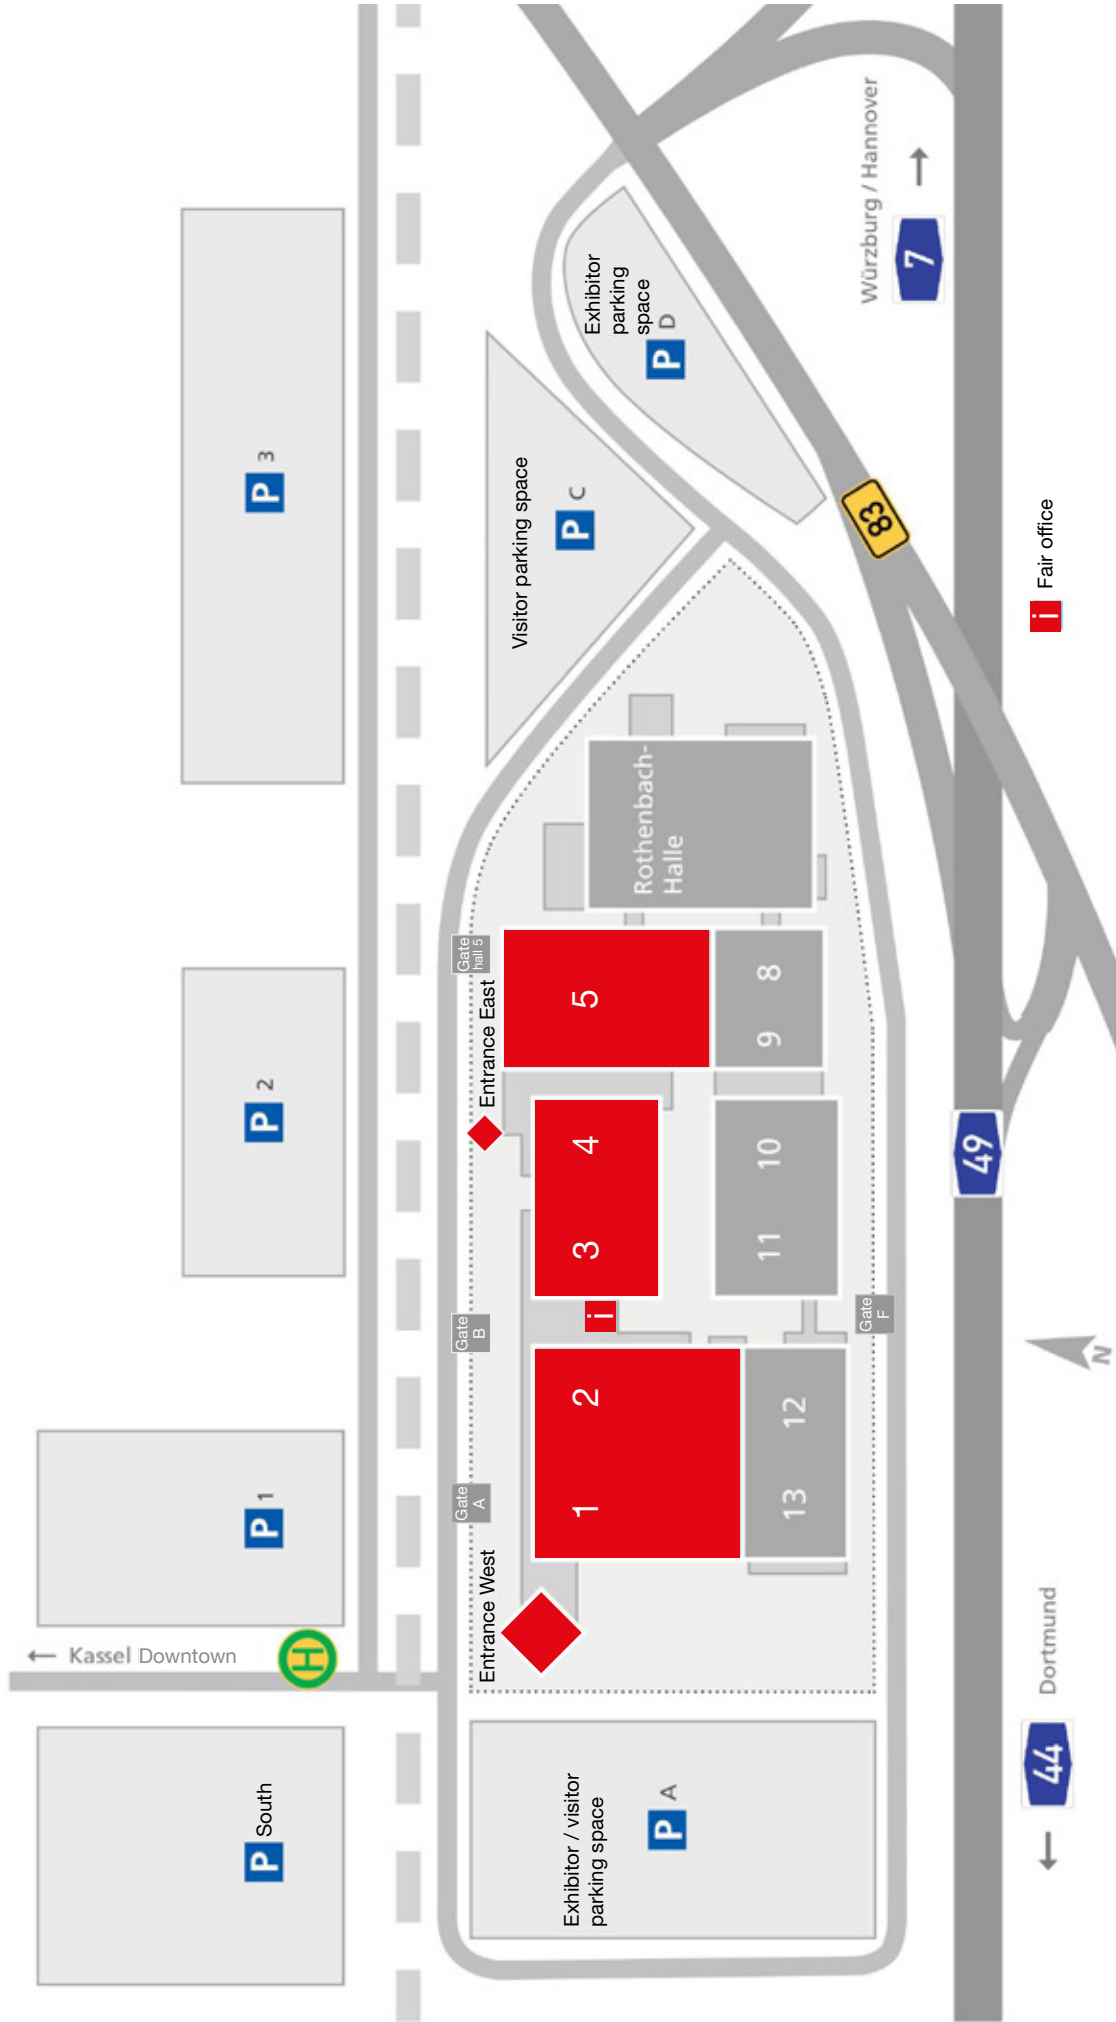 Kassel Downtown
H
P South
P 1
P 2
P 3
Entrance West
Gate
A
Gate
B
Entrance East
Gate
hall 5
Visitor parking space
P C
Exhibitor
parking
space
P D
Exhibitor / visitor
parking space
P A
1
2
3
4
5
i
Rothenbach-
Halle
13
12
11
10
9
8
Gate
F
83
Würzburg / Hannover
7
49
N
44
Dortmund
i Fair office